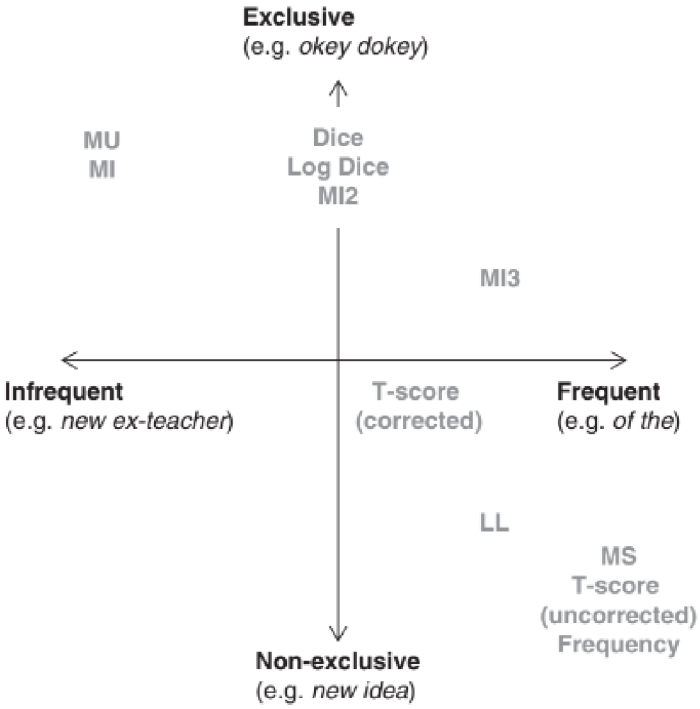 Exclusive
(e.g. okey dokey)
MU
MI
Dice
Log Dice
MI2
MI3
Infrequent
(e.g. new ex-teacher)
T-score
(corrected)
Frequent
(e.g. of the)
LL
MS
T-score
(uncorrected)
Frequency
Non-exclusive
(e.g. new idea)